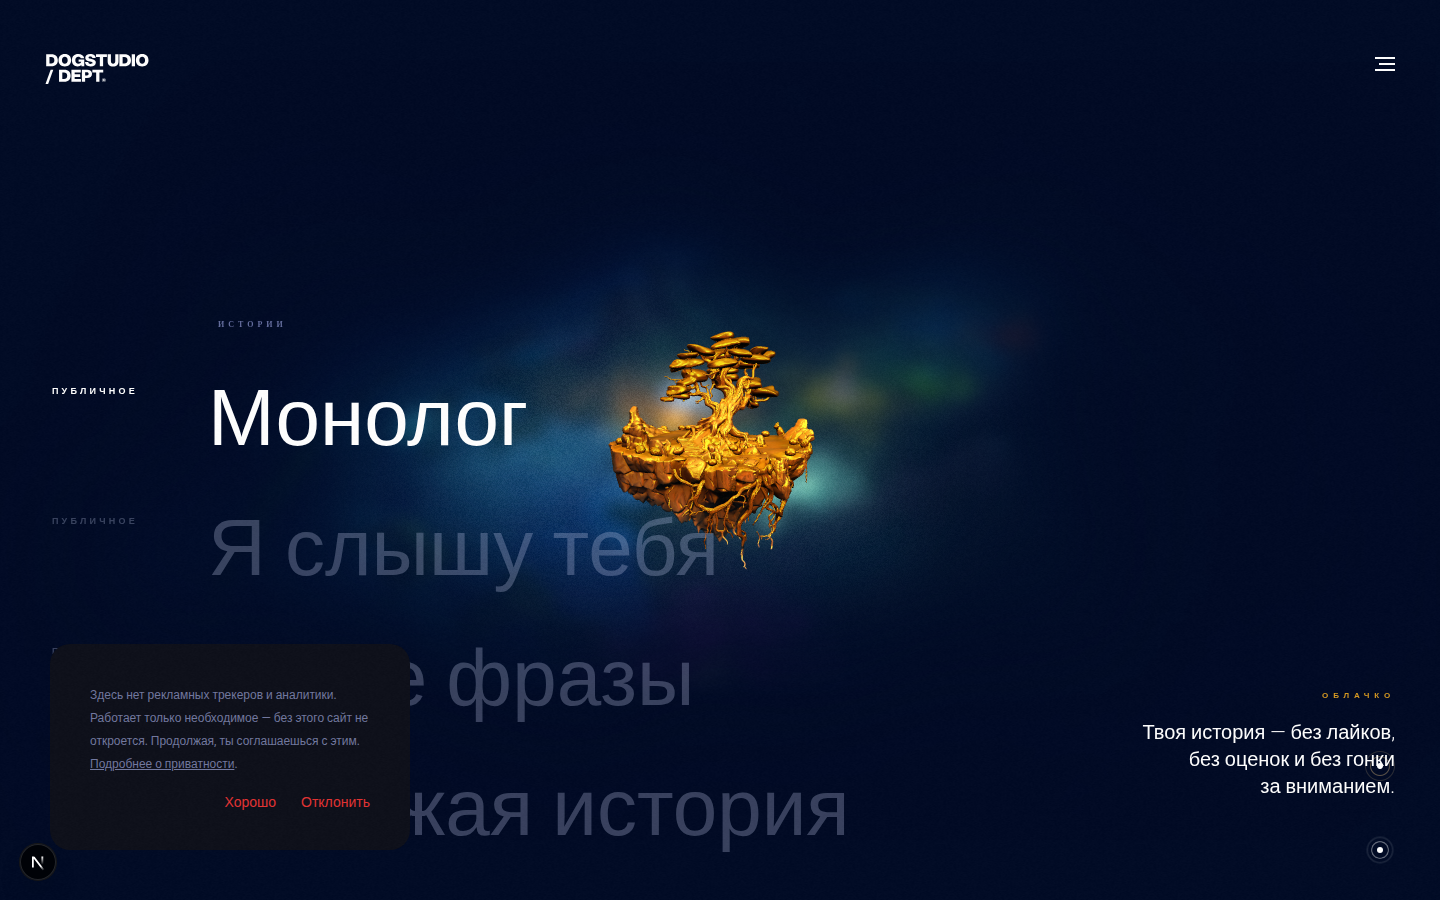 DOGSTUDIO
/ DEPT.
ИСТОРИИ
ПУБЛИЧНОЕ
Монолог
ПУБЛИЧНОЕ
Я слышу тебя
е фразы
жая история
Здесь нет рекламных трекеров и аналитики.
Работает только необходимое — без этого сайт не
откроется. Продолжая, ты соглашаешься с этим.
Подробнее о приватности.
Хорошо Отклонить
ОБЛАЧКО
Твоя история — без лайков,
без оценок и без гонки
за вниманием.
N